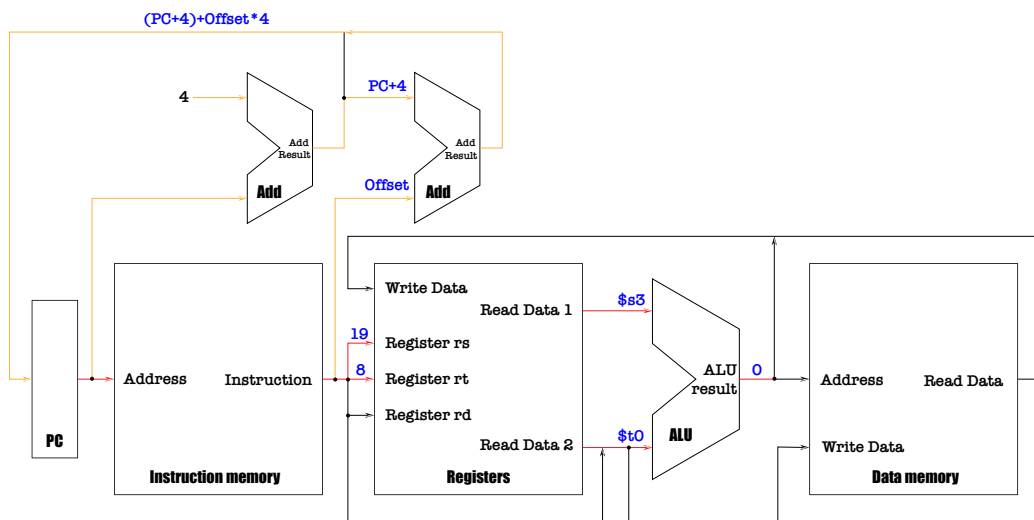 (PC+4)+Offset*4
4
PC+4
Add
Result
Add
Result
Add
Offset
Add
Write Data
Read Data 1
$s3
19
Register rs
ALU
result
0
Address
Instruction
8
Register rt
Address
Read Data
Register rd
PC
Read Data 2
$t0
ALU
Write Data
Instruction memory
Registers
Data memory